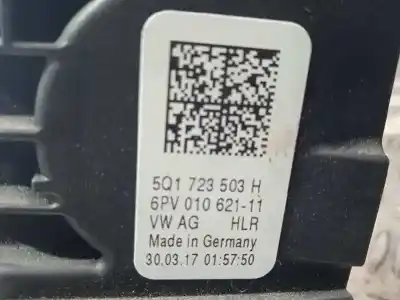 5Q1 723 503 H
6PV 010 621-11
VW AG HLR
Made in Germany
30.03.17 01:57:50